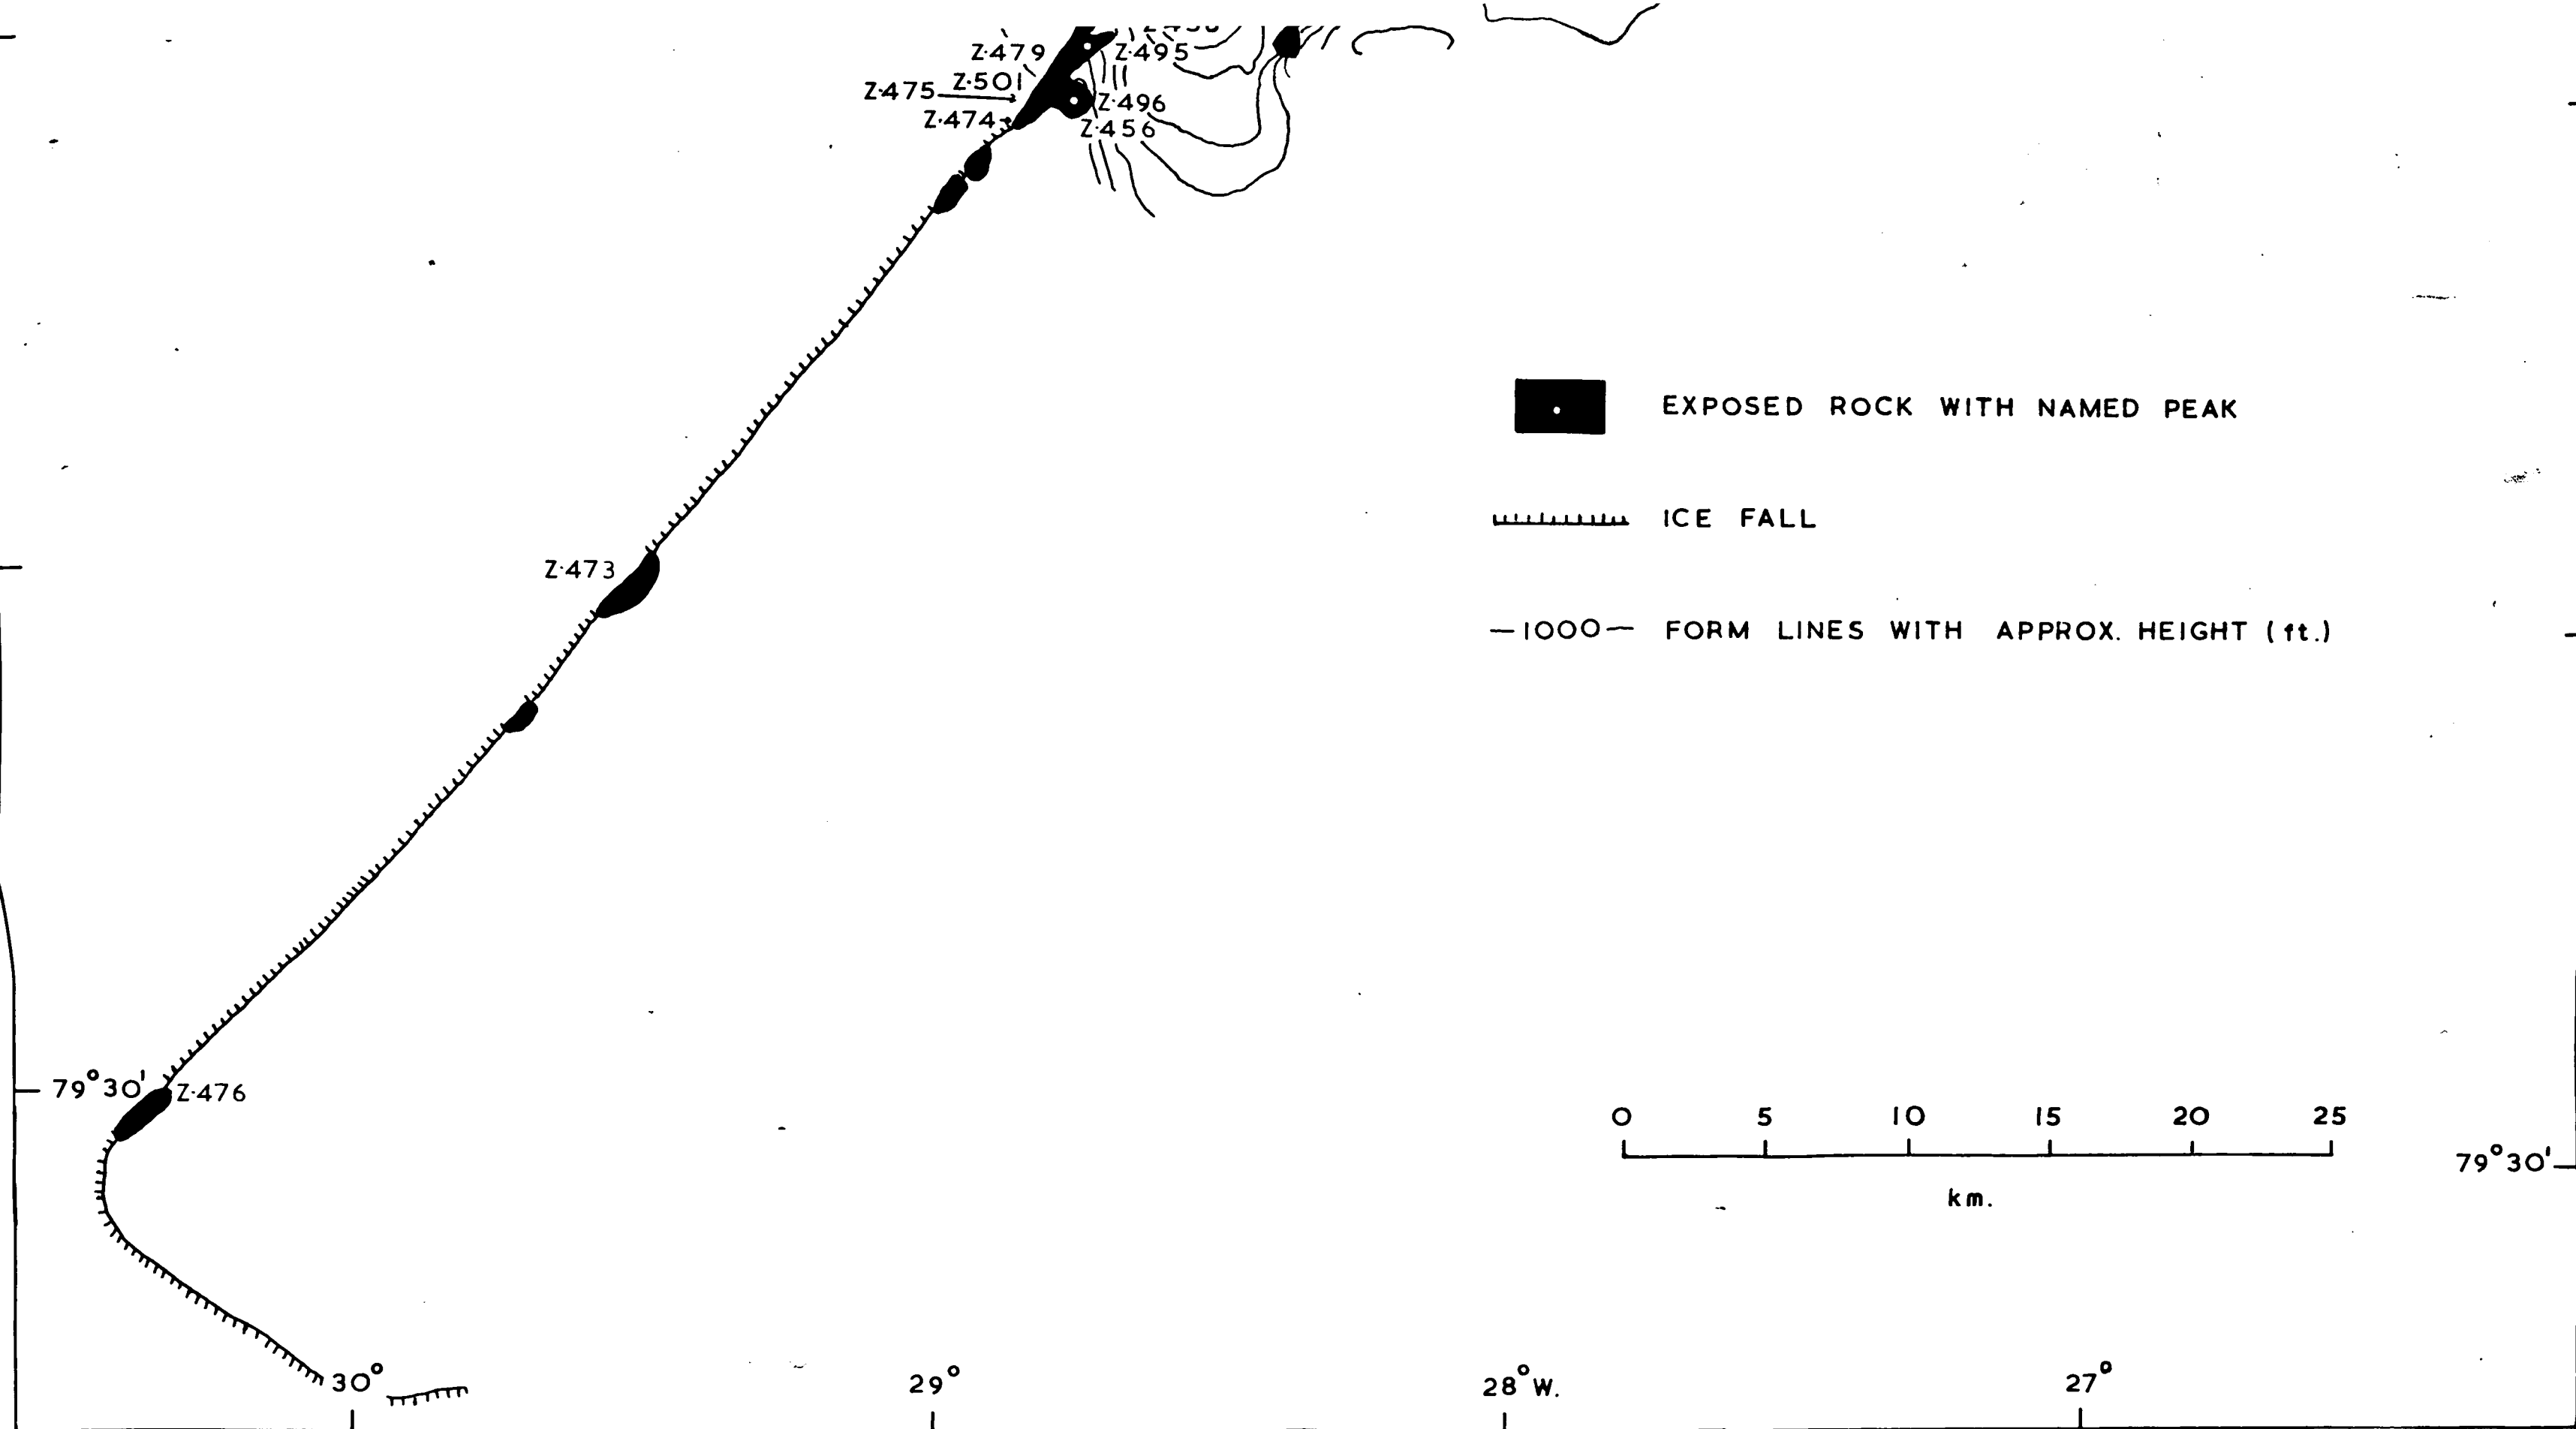 Z·479
Z·495
Z·501
Z·475
Z·496
Z·474
Z·456
EXPOSED ROCK WITH NAMED PEAK
ICE FALL
Z·473
—1000— FORM LINES WITH APPROX. HEIGHT (ft.)
79°30'
Z·476
0 5 10 15 20 25
km.
79°30'
30°
29°
28°W.
27°